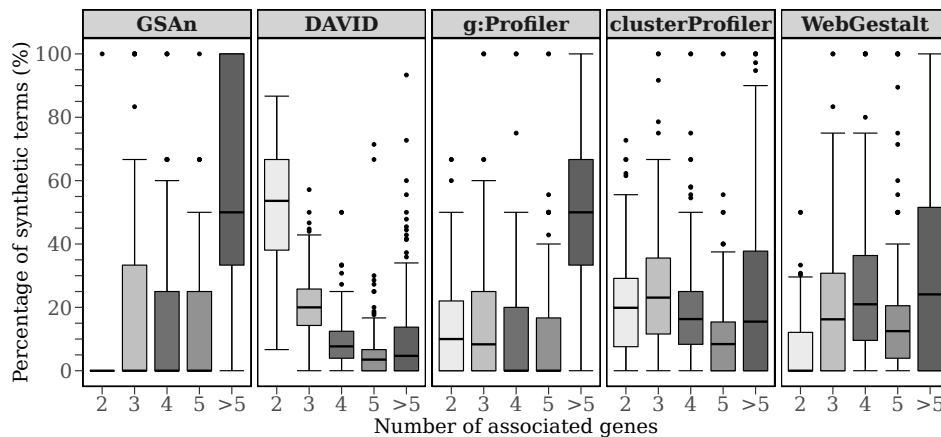 GSAn DAVID g:Profiler clusterProfiler WebGestalt
Percentage of synthetic terms (%)
100
80
60
40
20
0
2 3 4 5 >5 2 3 4 5 >5 2 3 4 5 >5 2 3 4 5 >5 2 3 4 5 >5
Number of associated genes